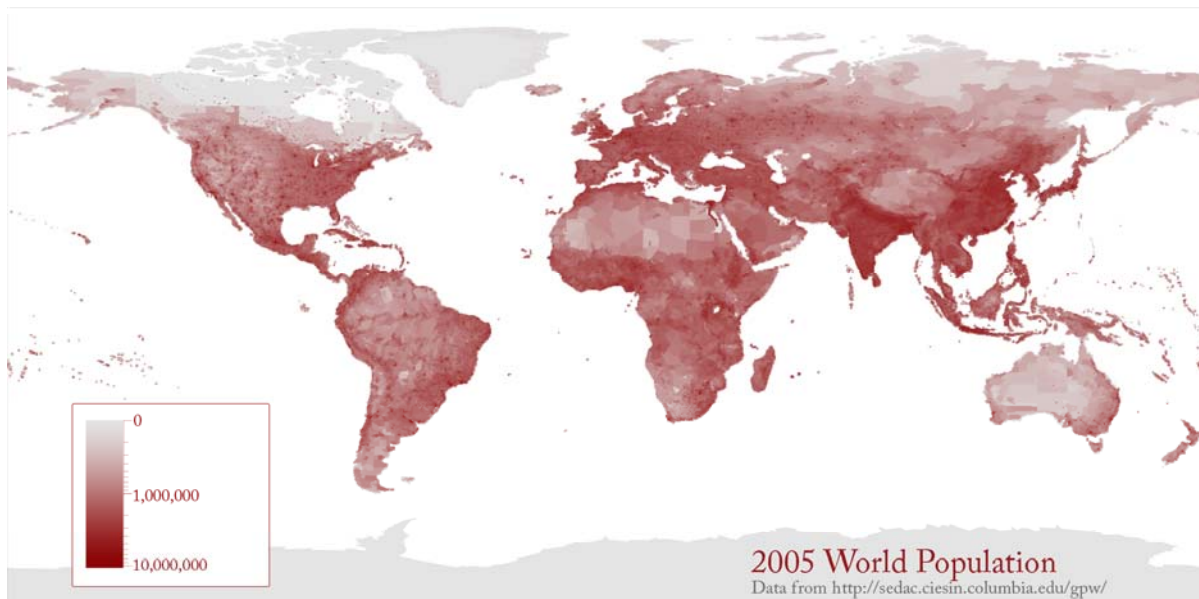 0
1,000,000
10,000,000
2005 World Population
Data from http://sedac.ciesin.columbia.edu/gpw/